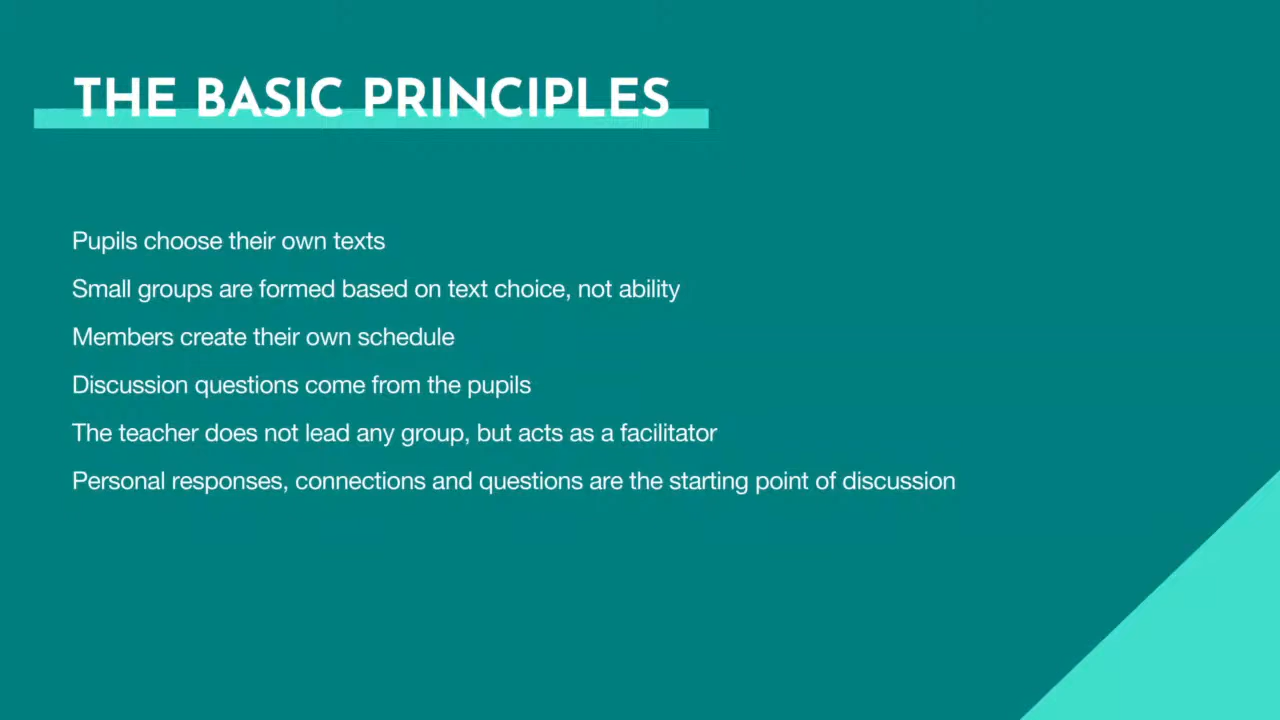 THE BASIC PRINCIPLES
Pupils choose their own texts
Small groups are formed based on text choice, not ability
Members create their own schedule
Discussion questions come from the pupils
The teacher does not lead any group, but acts as a facilitator
Personal responses, connections and questions are the starting point of discussion